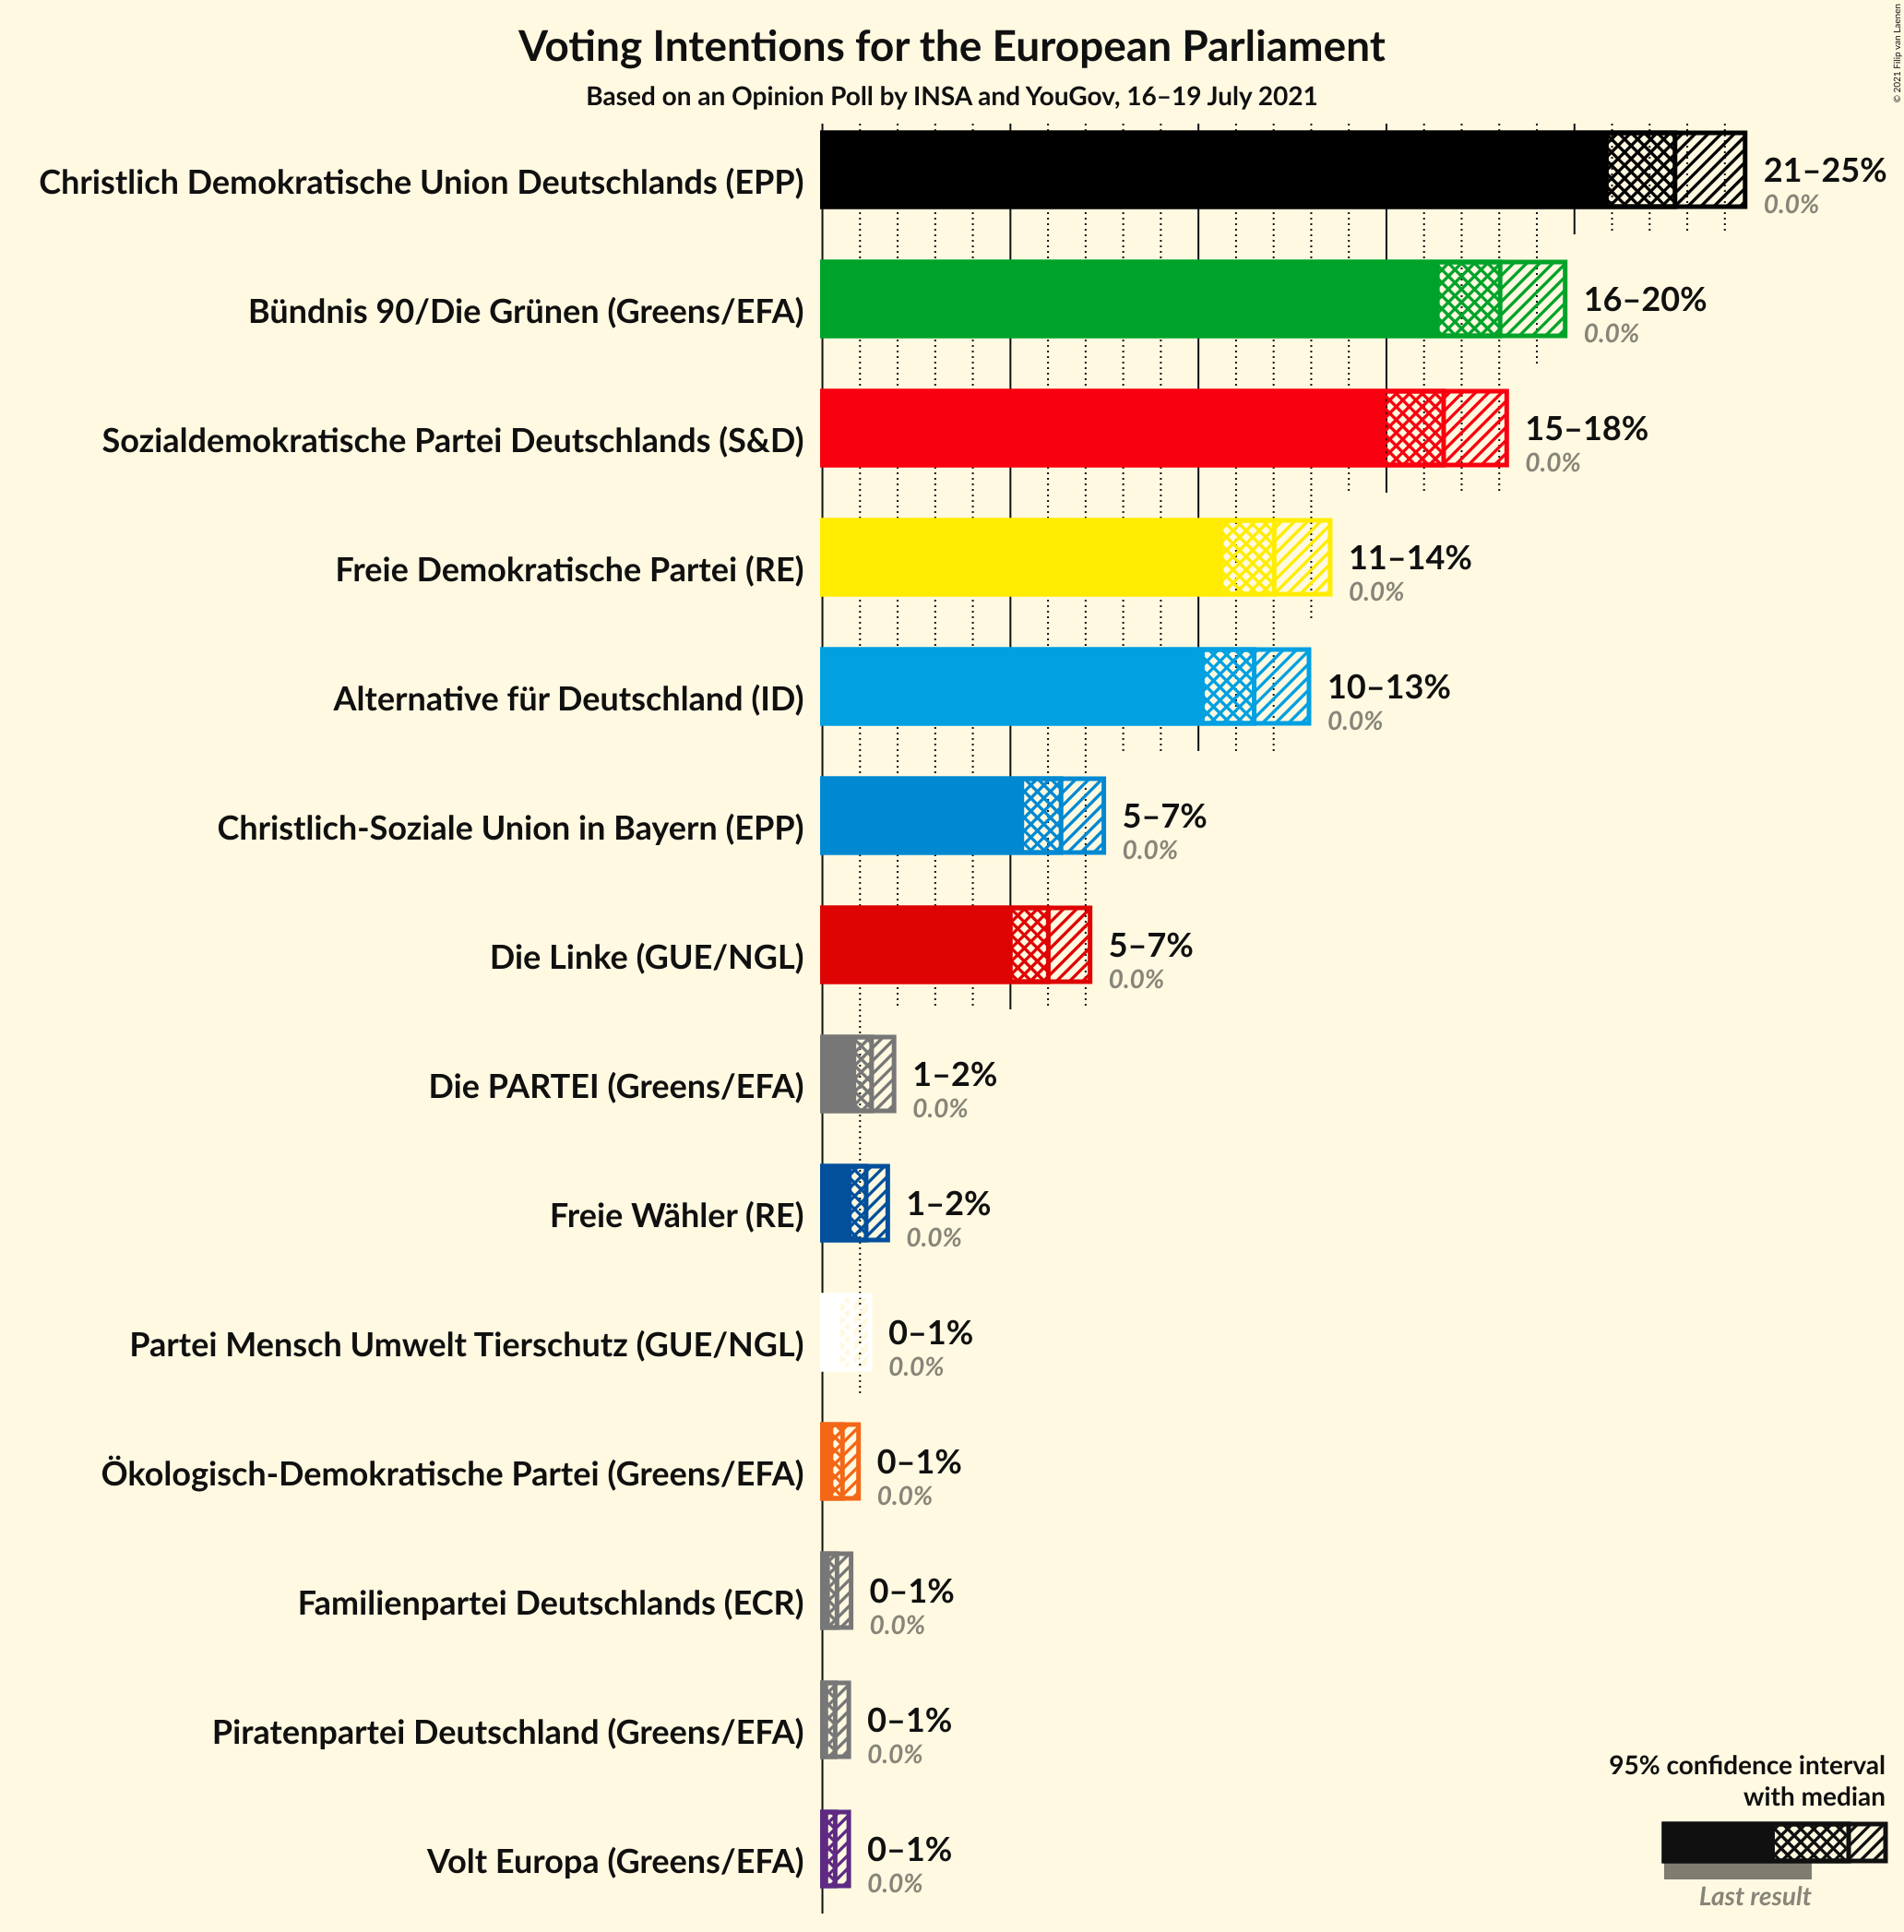 Voting Intentions for the European Parliament
Based on an Opinion Poll by INSA and YouGov, 16–19 July 2021
© 2021 Filip van Laenen
Christlich Demokratische Union Deutschlands (EPP)
21–25%
0.0%
Bündnis 90/Die Grünen (Greens/EFA)
16–20%
0.0%
Sozialdemokratische Partei Deutschlands (S&D)
15–18%
0.0%
Freie Demokratische Partei (RE)
11–14%
0.0%
Alternative für Deutschland (ID)
10–13%
0.0%
Christlich-Soziale Union in Bayern (EPP)
5–7%
0.0%
Die Linke (GUE/NGL)
5–7%
0.0%
Die PARTEI (Greens/EFA)
1–2%
0.0%
Freie Wähler (RE)
1–2%
0.0%
Partei Mensch Umwelt Tierschutz (GUE/NGL)
0–1%
0.0%
Ökologisch-Demokratische Partei (Greens/EFA)
0–1%
0.0%
Familienpartei Deutschlands (ECR)
0–1%
0.0%
Piratenpartei Deutschland (Greens/EFA)
0–1%
0.0%
Volt Europa (Greens/EFA)
0–1%
0.0%
95% confidence interval
with median
Last result